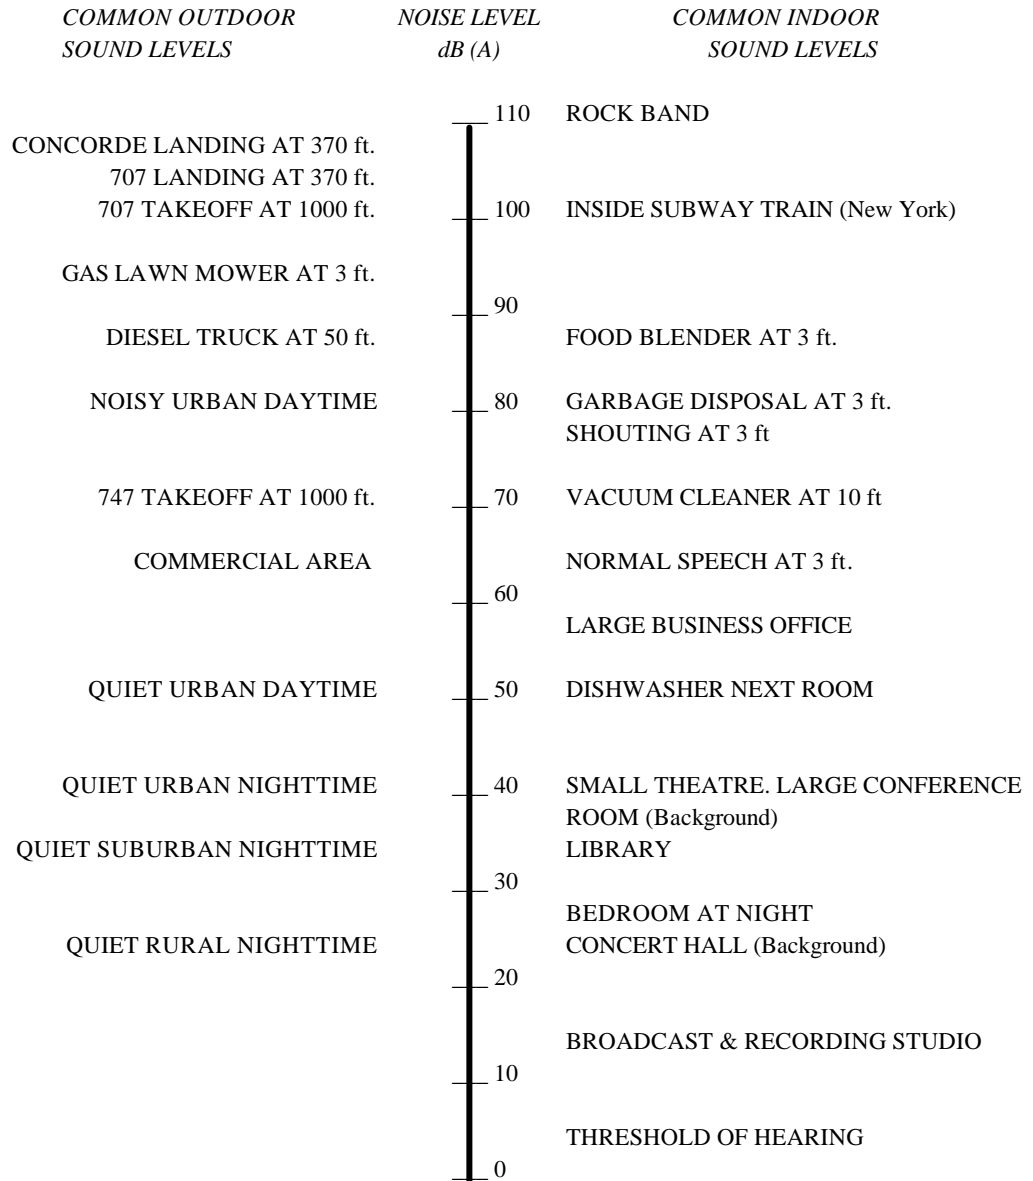 COMMON OUTDOOR NOISE LEVEL COMMON INDOOR
SOUND LEVELS dB (A) SOUND LEVELS
110 ROCK BAND
CONCORDE LANDING AT 370 ft.
707 LANDING AT 370 ft.
707 TAKEOFF AT 1000 ft. 100 INSIDE SUBWAY TRAIN (New York)
GAS LAWN MOWER AT 3 ft.
90
DIESEL TRUCK AT 50 ft. FOOD BLENDER AT 3 ft.
NOISY URBAN DAYTIME 80 GARBAGE DISPOSAL AT 3 ft.
SHOUTING AT 3 ft
747 TAKEOFF AT 1000 ft. 70 VACUUM CLEANER AT 10 ft
COMMERCIAL AREA NORMAL SPEECH AT 3 ft.
60
LARGE BUSINESS OFFICE
QUIET URBAN DAYTIME 50 DISHWASHER NEXT ROOM
QUIET URBAN NIGHTTIME 40 SMALL THEATRE. LARGE CONFERENCE
ROOM (Background)
QUIET SUBURBAN NIGHTTIME LIBRARY
30
BEDROOM AT NIGHT
QUIET RURAL NIGHTTIME CONCERT HALL (Background)
20
BROADCAST & RECORDING STUDIO
10
THRESHOLD OF HEARING
0